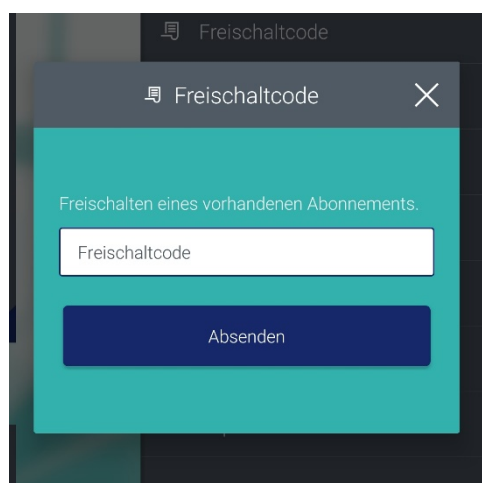 Freischaltcode
Freischaltcode
Freischalten eines vorhandenen Abonnements.
Freischaltcode
Absenden